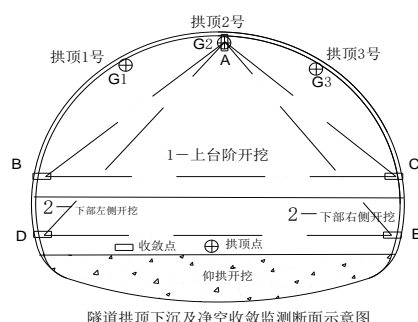 拱顶2号
拱顶1号
拱顶3号
G2
G1
G3
A
1－上台阶开挖
B
C
2－下部左侧开挖
2－下部右侧开挖
D
E
收敛点
拱顶点
仰拱开挖
隧道拱顶下沉及净空收敛监测断面示意图